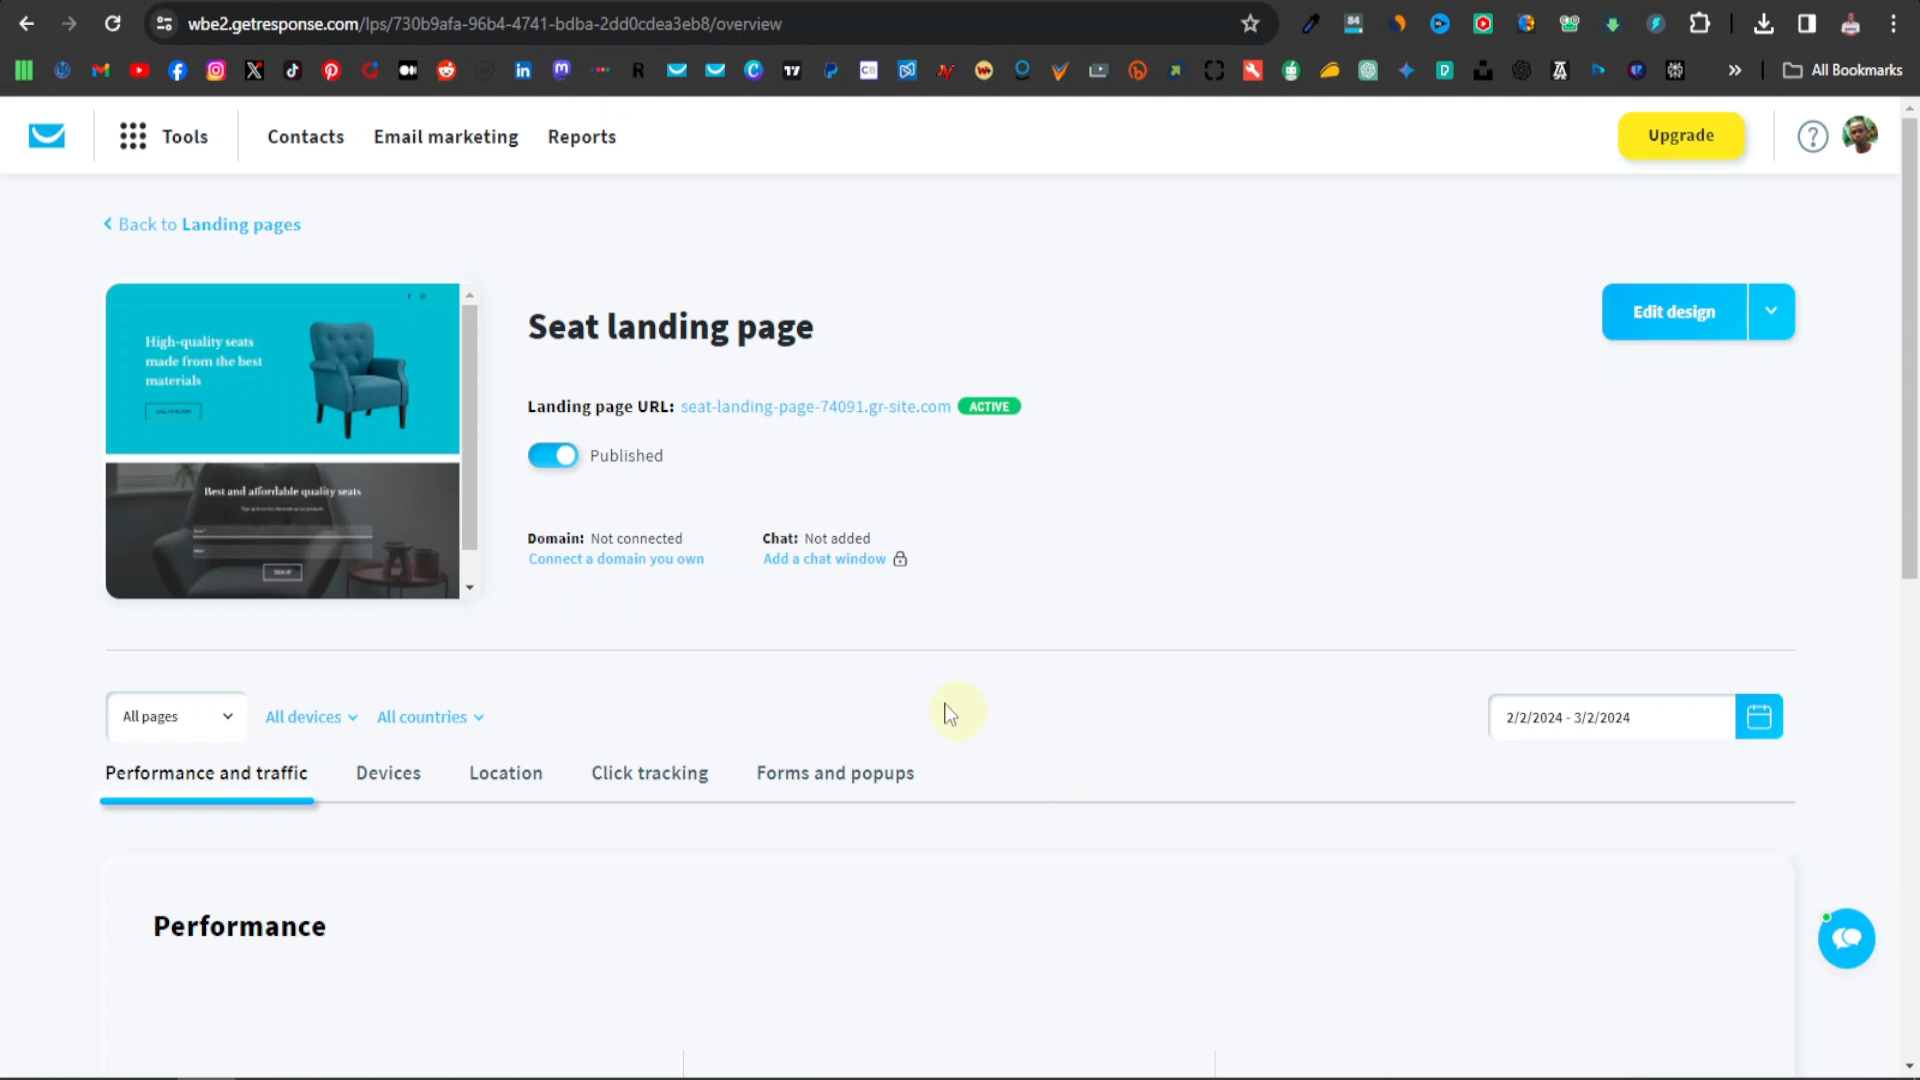 wbe2.getresponse.com/lps/730b9afa-96b4-4741-bdba-2dd0cdea3eb8/overview
84
All Bookmarks
Tools
Contacts
Email marketing
Reports
Upgrade
Back to Landing pages
High-quality seats
made from the best
materials
Best and affordable quality seats
SIGN UP
Seat landing page
Edit design
Landing page URL: seat-landing-page-74091.gr-site.com ACTIVE
Published
Domain: Not connected
Connect a domain you own
Chat: Not added
Add a chat window
All pages
All devices
All countries
2/2/2024 - 3/2/2024
Performance and traffic
Devices
Location
Click tracking
Forms and popups
Performance